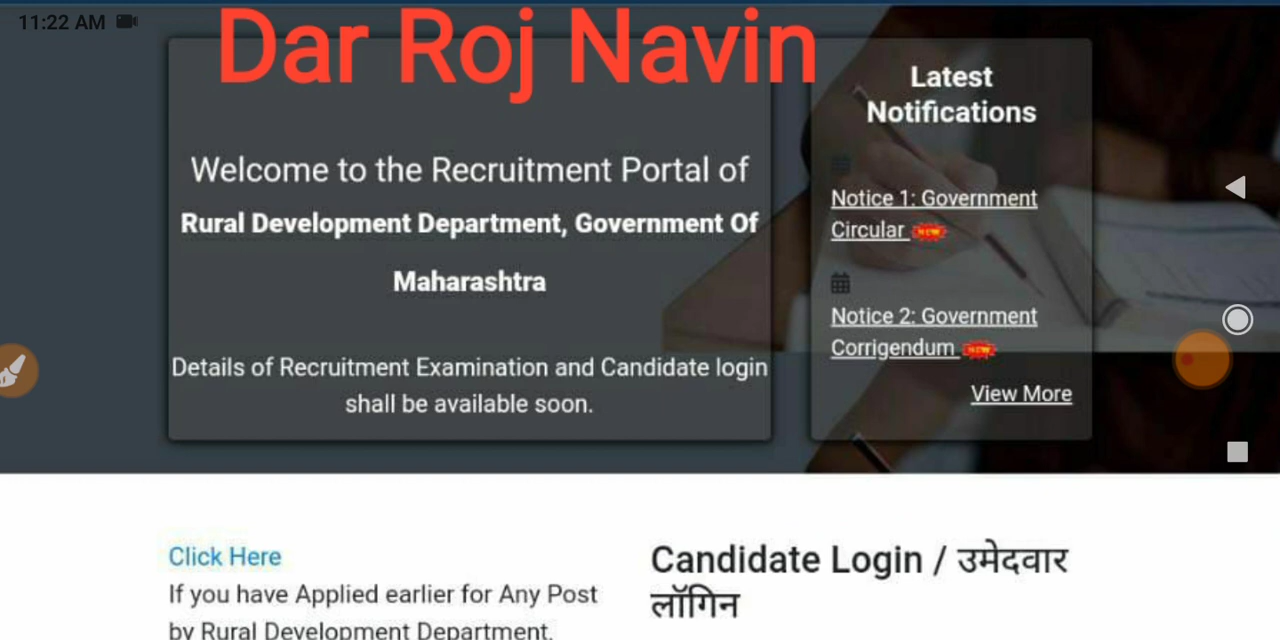 11:22 AM
Dar Roj Navin
Welcome to the Recruitment Portal of
Rural Development Department, Government Of
Maharashtra
Details of Recruitment Examination and Candidate login
shall be available soon.
Latest
Notifications
Notice 1: Government
Circular NEW
Notice 2: Government
Corrigendum NEW
View More
Click Here
If you have Applied earlier for Any Post
by Rural Development Department.
Candidate Login / उमेदवार
लॉगिन